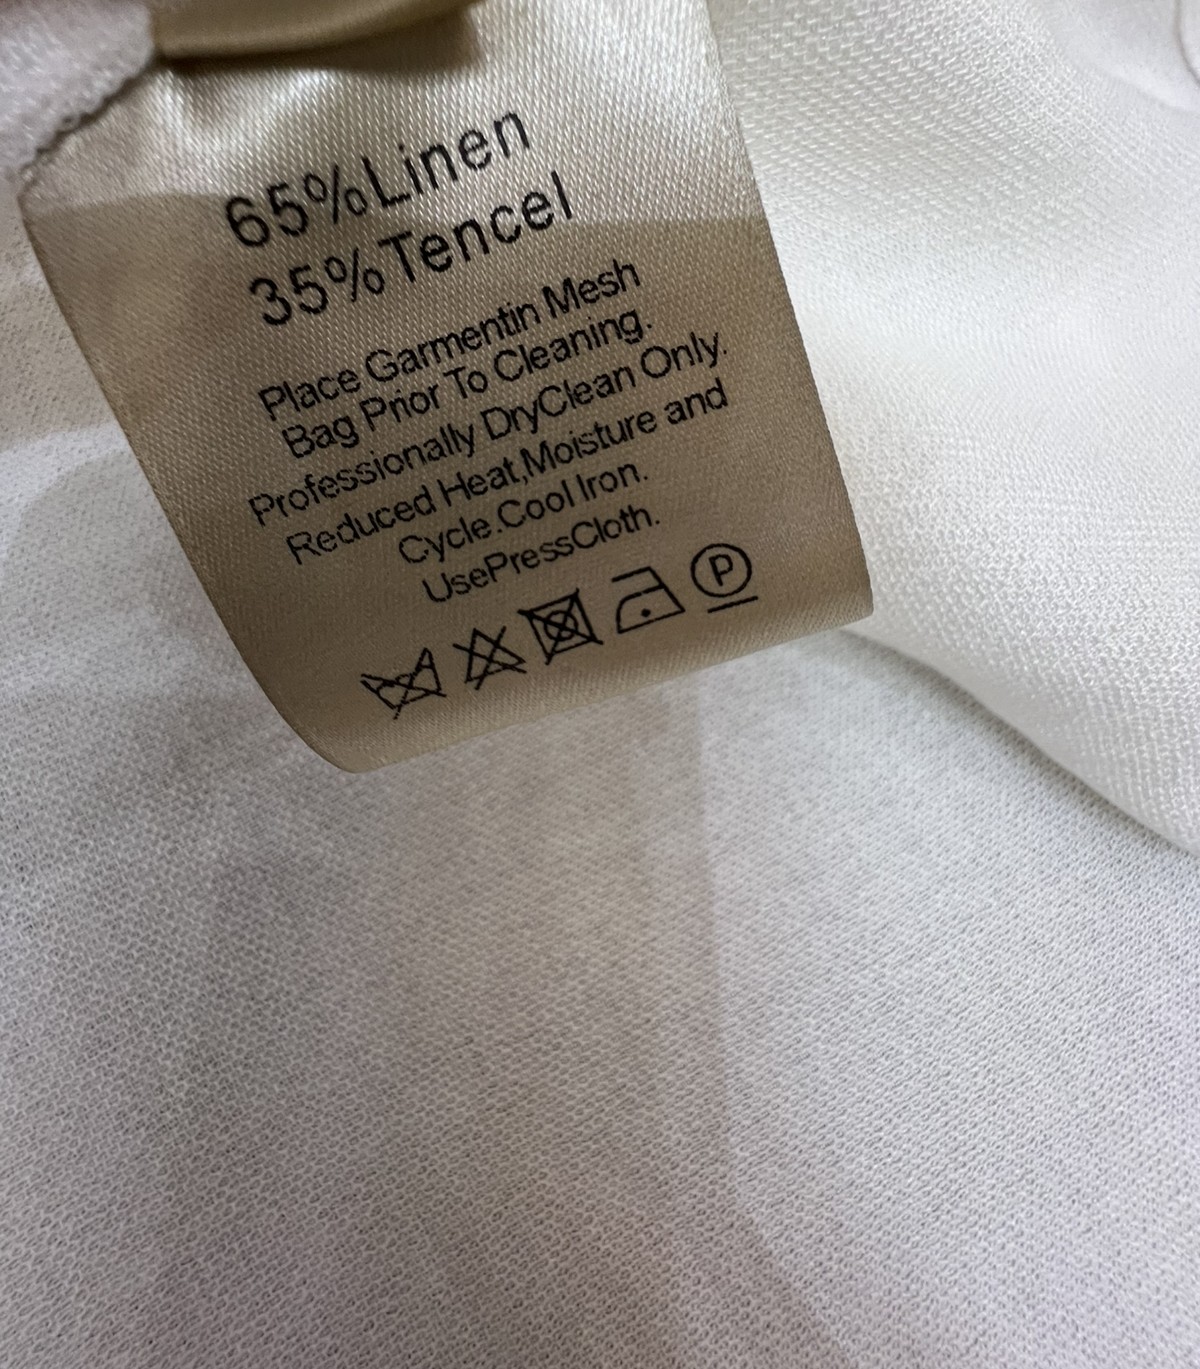 65%Linen
35%Tencel
Place Garmentin Mesh
Bag Prior To Cleaning.
Professionally DryClean Only.
Reduced Heat,Moisture and
Cycle.Cool Iron.
UsePressCloth.
P